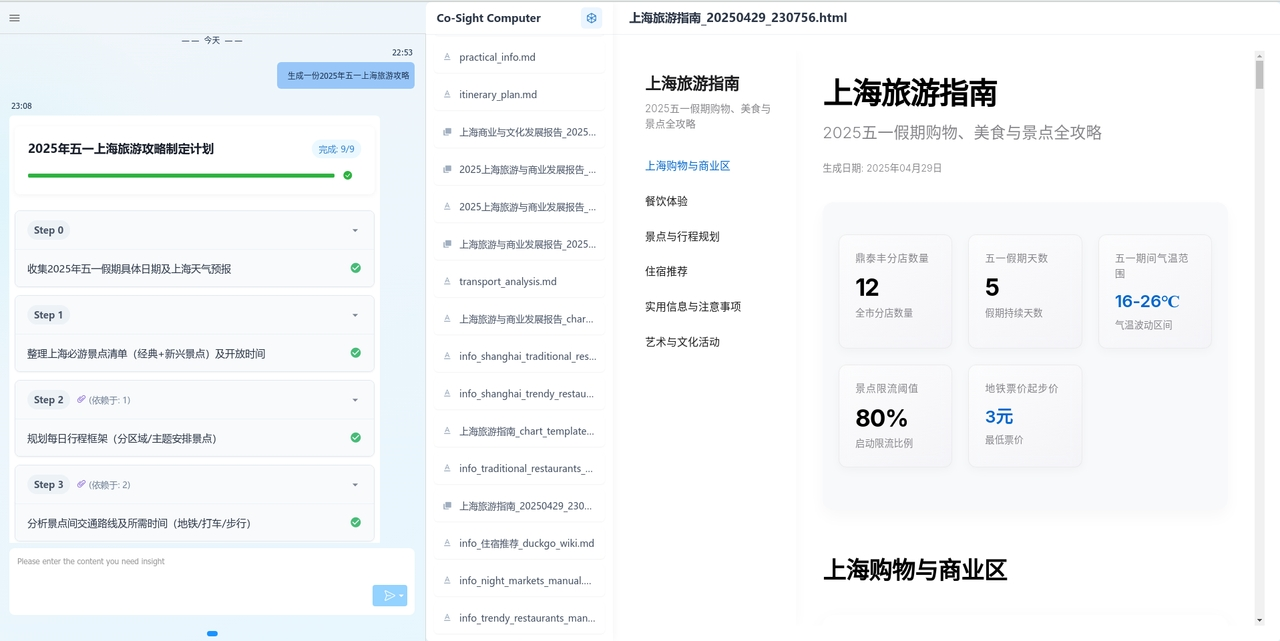 —— 今天 ——
22:53
生成一份2025年五一上海旅游攻略
23:08
2025年五一上海旅游攻略制定计划
完成: 9/9
Step 0
收集2025年五一假期具体日期及上海天气预报
Step 1
整理上海必游景点清单（经典+新兴景点）及开放时间
Step 2
(依赖于: 1)
规划每日行程框架（分区域/主题安排景点）
Step 3
(依赖于: 2)
分析景点间交通路线及所需时间（地铁/打车/步行）
Please enter the content you need insight
Co-Sight Computer
practical_info.md
itinerary_plan.md
上海商业与文化发展报告_2025...
2025上海旅游与商业发展报告_...
2025上海旅游与商业发展报告_...
上海旅游与商业发展报告_2025...
transport_analysis.md
上海旅游与商业发展报告_char...
info_shanghai_traditional_res...
info_shanghai_trendy_restau...
上海旅游指南_chart_template...
info_traditional_restaurants_...
上海旅游指南_20250429_230...
info_住宿推荐_duckgo_wiki.md
info_night_markets_manual....
info_trendy_restaurants_man...
上海旅游指南_20250429_230756.html
上海旅游指南
2025五一假期购物、美食与
景点全攻略
上海购物与商业区
餐饮体验
景点与行程规划
住宿推荐
实用信息与注意事项
艺术与文化活动
上海旅游指南
2025五一假期购物、美食与景点全攻略
生成日期: 2025年04月29日
鼎泰丰分店数量
12
全市分店数量
五一假期天数
5
假期持续天数
五一期间气温范
围
16-26℃
气温波动区间
景点限流阈值
80%
启动限流比例
地铁票价起步价
3元
最低票价
上海购物与商业区